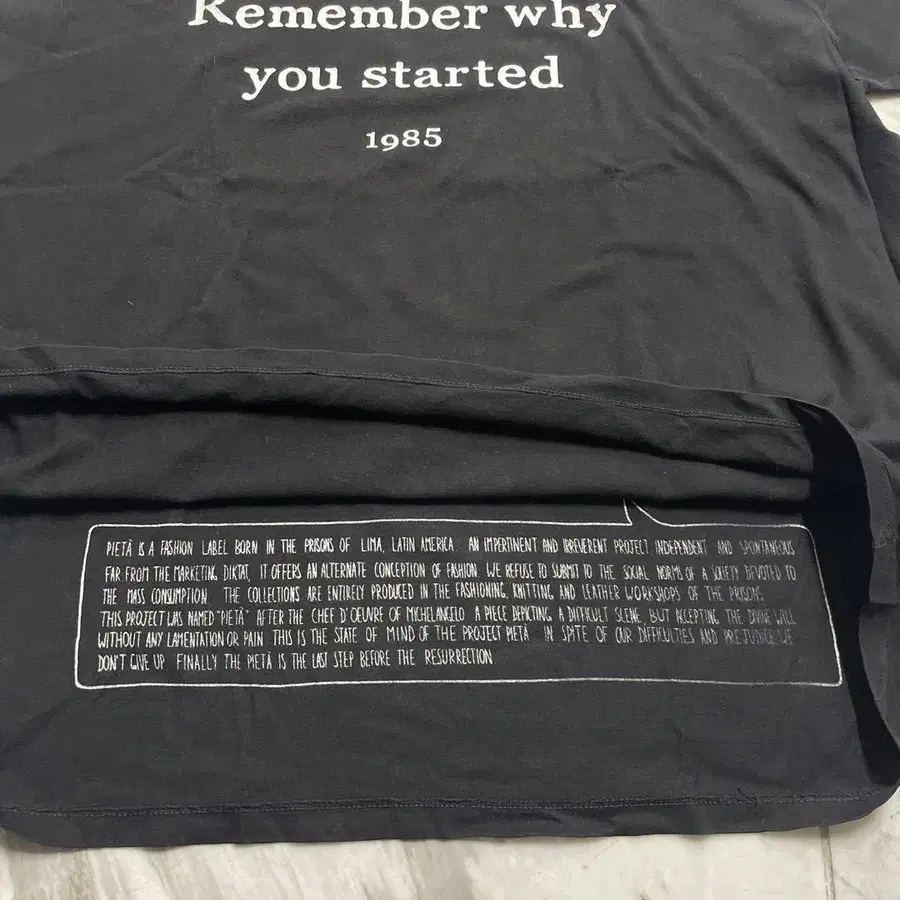 Remember why
you started
1985
PIETÀ IS A FASHION LABEL BORN IN THE PRISONS OF LIMA, LATIN AMERICA. AN IMPERTINENT AND IRREVERENT PROJECT, INDEPENDENT AND SPONTANEOUS
FAR FROM THE MARKETING DIKTAT, IT OFFERS AN ALTERNATE CONCEPTION OF FASHION. WE REFUSE TO SUBMIT TO THE SOCIAL NORMS OF A SOCIETY DEVOTED TO
THE MASS CONSUMPTION. THE COLLECTIONS ARE ENTIRELY PRODUCED IN THE FASHIONING, KNITTING, AND LEATHER WORKSHOPS OF THE PRISONS
THIS PROJECT WAS NAMED "PIETÀ" AFTER THE CHEF D'OEUVRE OF MICHELANGELO. A PIECE DEPICTING A DIFFICULT SCENE BUT ACCEPTING THE DIVINE WILL
WITHOUT ANY LAMENTATION OR PAIN. THIS IS THE STATE OF MIND OF THE PROJECT PIETÀ. IN SPITE OF OUR DIFFICULTIES AND PREJUDICE WE
DON'T GIVE UP. FINALLY THE PIETÀ IS THE LAST STEP BEFORE THE RESURRECTION